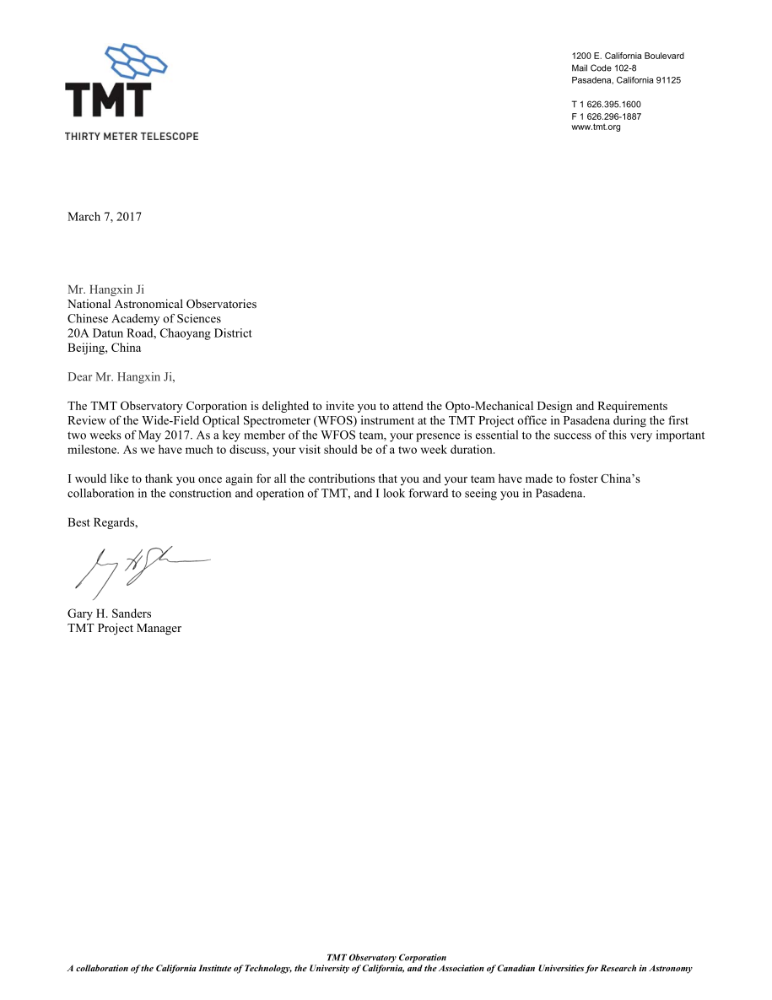 TMT
THIRTY METER TELESCOPE
1200 E. California Boulevard
Mail Code 102-8
Pasadena, California 91125
T 1 626.395.1600
F 1 626.296-1887
www.tmt.org
March 7, 2017
Mr. Hangxin Ji
National Astronomical Observatories
Chinese Academy of Sciences
20A Datun Road, Chaoyang District
Beijing, China
Dear Mr. Hangxin Ji,
The TMT Observatory Corporation is delighted to invite you to attend the Opto-Mechanical Design and Requirements
Review of the Wide-Field Optical Spectrometer (WFOS) instrument at the TMT Project office in Pasadena during the first
two weeks of May 2017. As a key member of the WFOS team, your presence is essential to the success of this very important
milestone. As we have much to discuss, your visit should be of a two week duration.
I would like to thank you once again for all the contributions that you and your team have made to foster China’s
collaboration in the construction and operation of TMT, and I look forward to seeing you in Pasadena.
Best Regards,
Gary H. Sanders
TMT Project Manager
TMT Observatory Corporation
A collaboration of the California Institute of Technology, the University of California, and the Association of Canadian Universities for Research in Astronomy